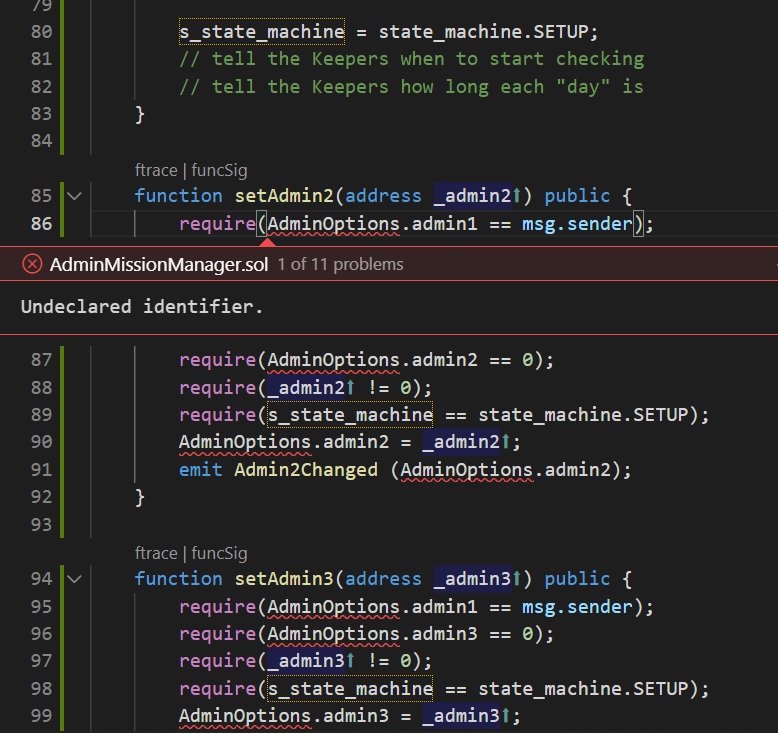 79
80 s_state_machine = state_machine.SETUP;
81 // tell the Keepers when to start checking
82 // tell the Keepers how long each "day" is
83 }
84
ftrace | funcSig
85 function setAdmin2(address _admin2↑) public {
86 require(AdminOptions.admin1 == msg.sender);
AdminMissionManager.sol 1 of 11 problems
Undeclared identifier.
87 require(AdminOptions.admin2 == 0);
88 require(_admin2↑ != 0);
89 require(s_state_machine == state_machine.SETUP);
90 AdminOptions.admin2 = _admin2↑;
91 emit Admin2Changed (AdminOptions.admin2);
92 }
93
ftrace | funcSig
94 function setAdmin3(address _admin3↑) public {
95 require(AdminOptions.admin1 == msg.sender);
96 require(AdminOptions.admin3 == 0);
97 require(_admin3↑ != 0);
98 require(s_state_machine == state_machine.SETUP);
99 AdminOptions.admin3 = _admin3↑;